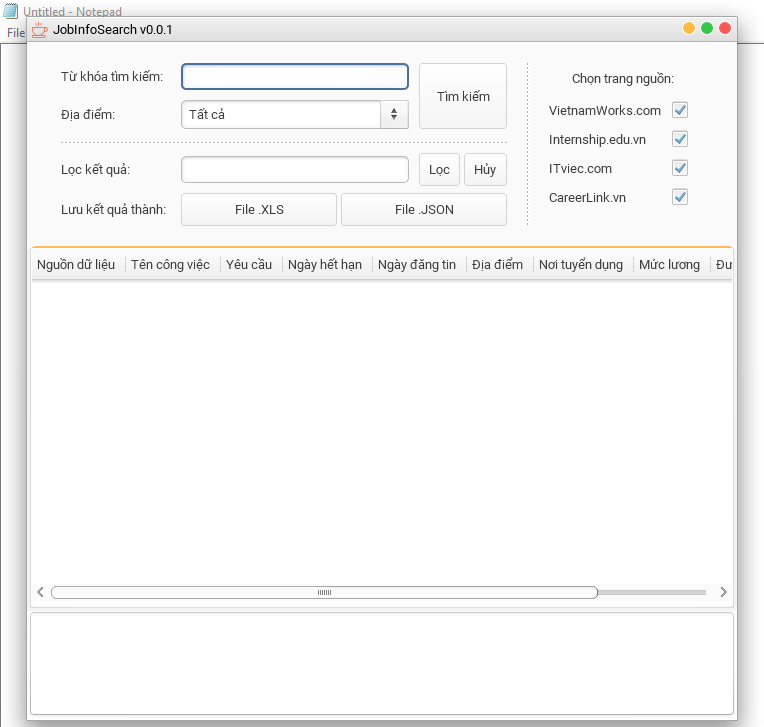 Untitled - Notepad
File
JobInfoSearch v0.0.1
Từ khóa tìm kiếm:
Tìm kiếm
Địa điểm:
Tất cả
Lọc kết quả:
Lọc
Hủy
Lưu kết quả thành:
File .XLS
File .JSON
Chọn trang nguồn:
VietnamWorks.com
Internship.edu.vn
ITviec.com
CareerLink.vn
Nguồn dữ liệu Tên công việc Yêu cầu Ngày hết hạn Ngày đăng tin Địa điểm Nơi tuyển dụng Mức lương Đu